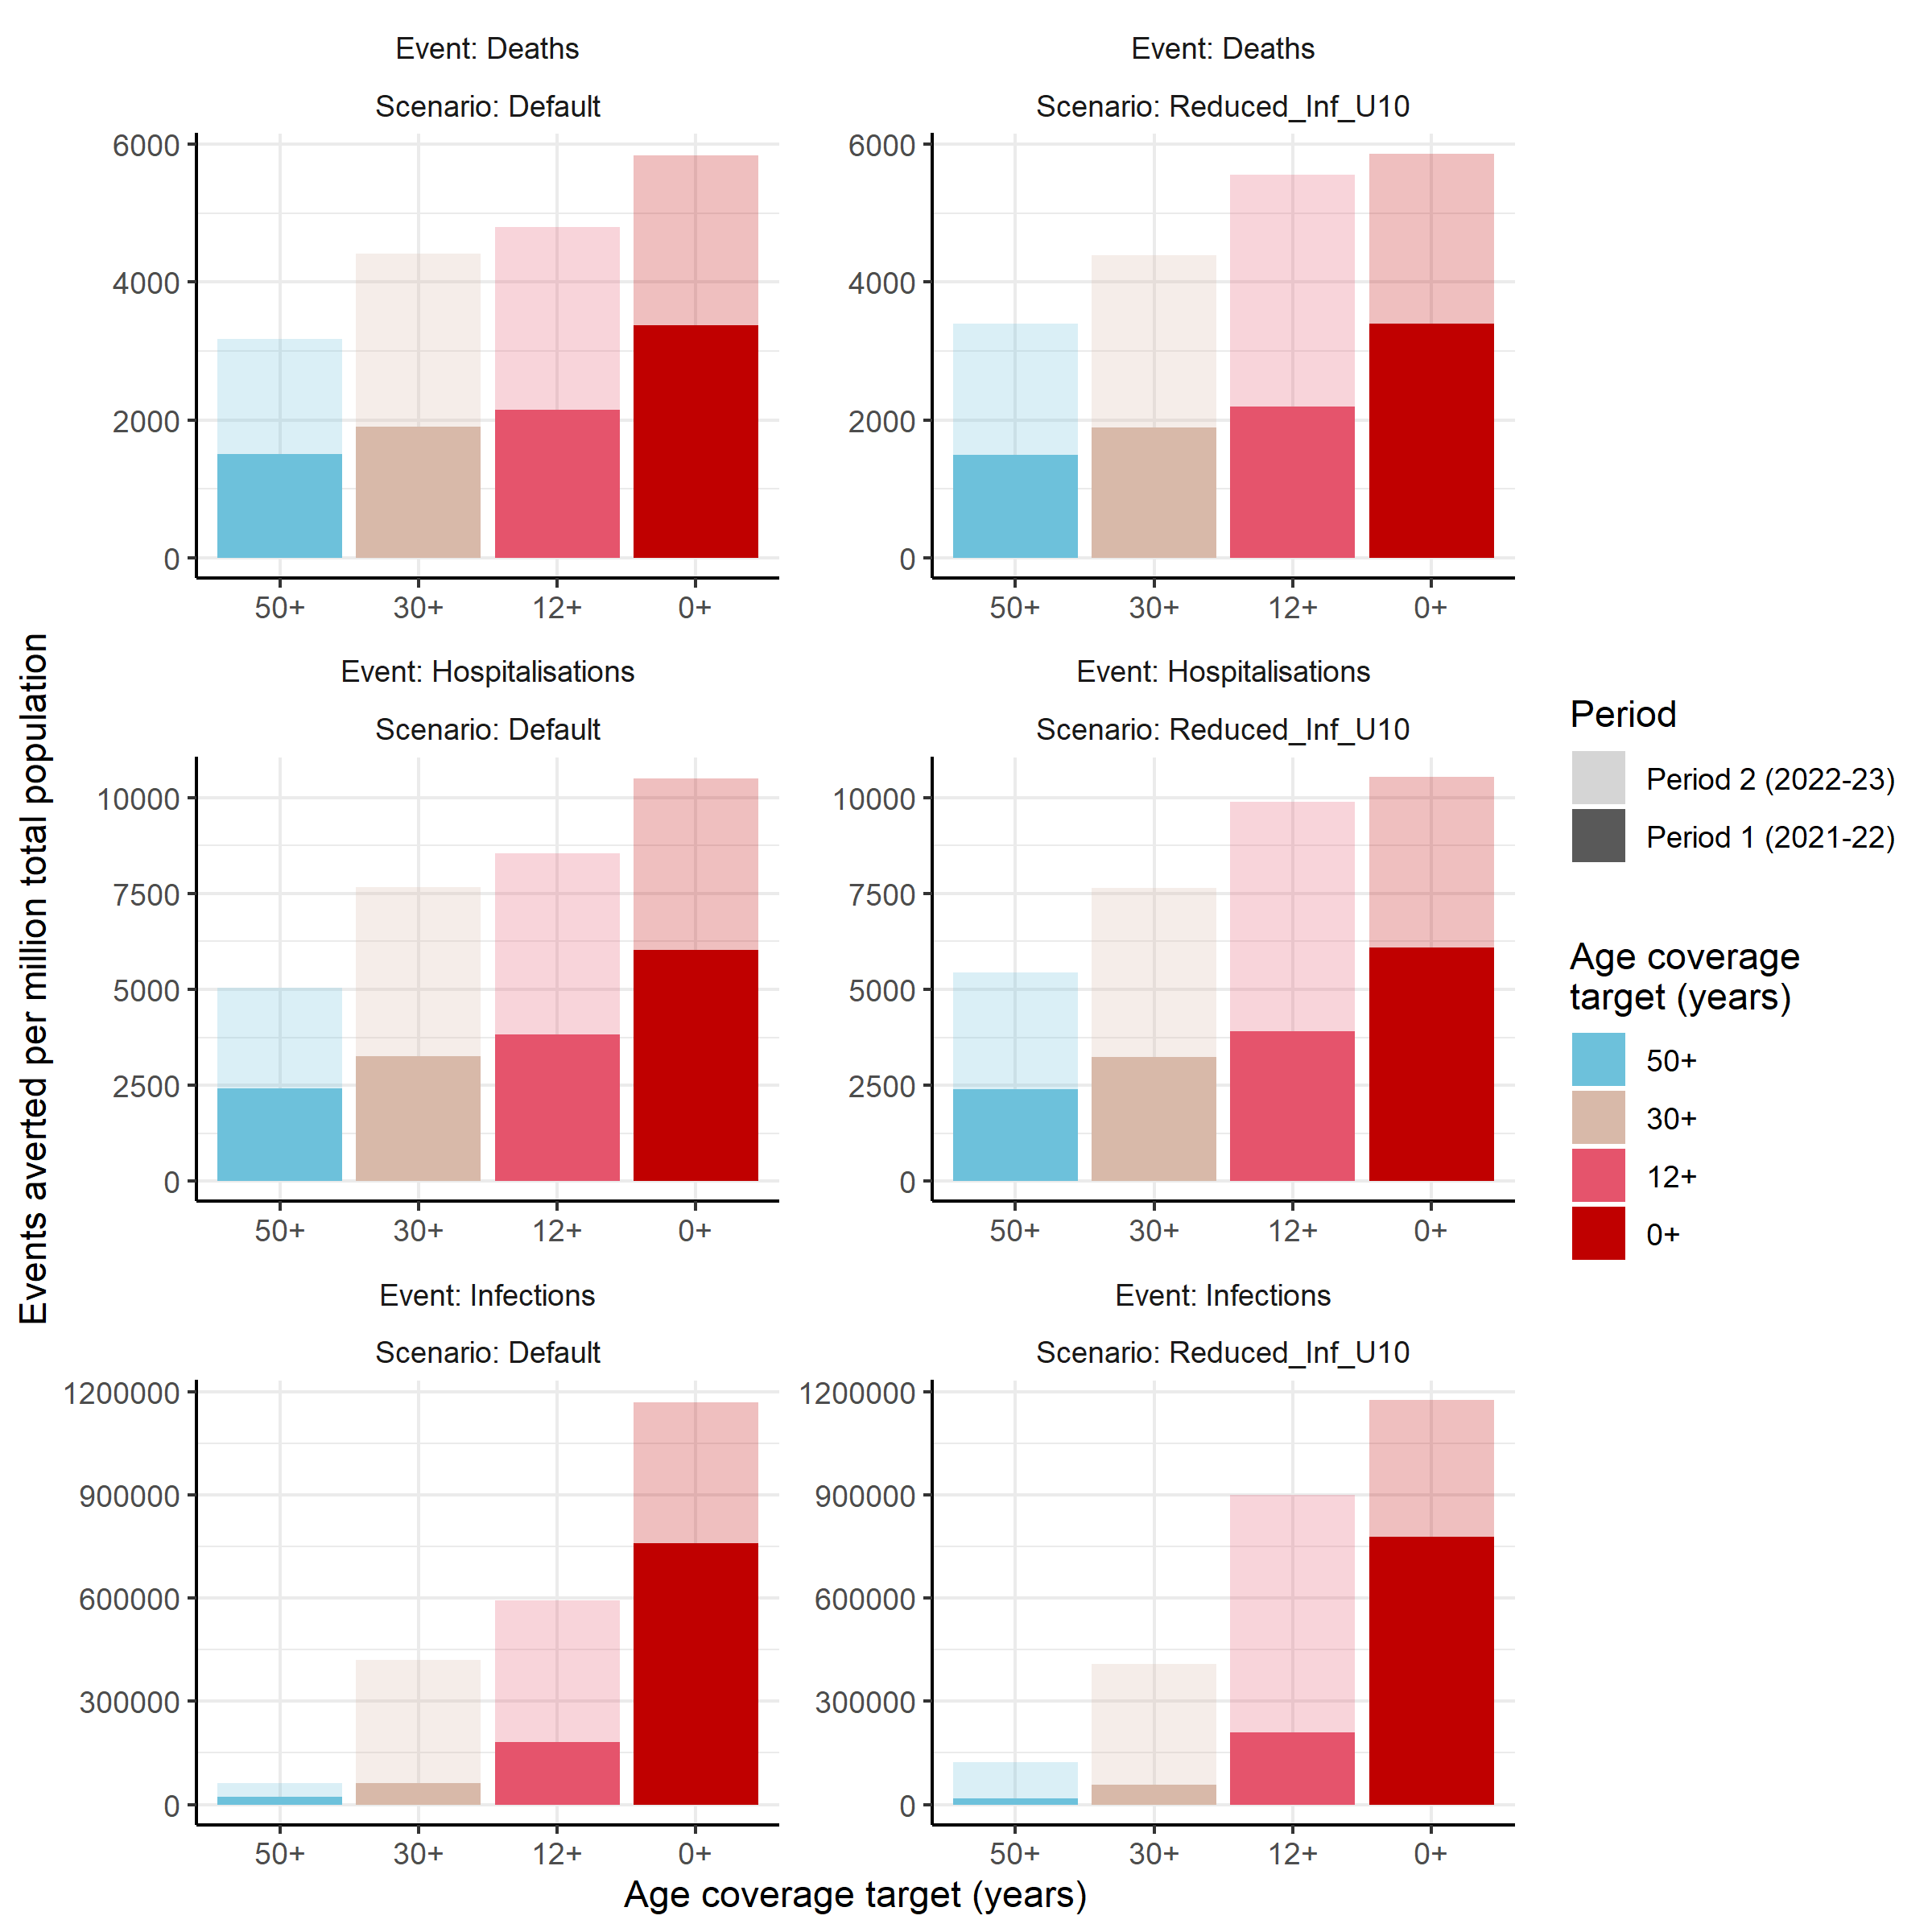 Event: Deaths
Scenario: Default
6000
4000
2000
0
50+ 30+ 12+ 0+
Event: Deaths
Scenario: Reduced_Inf_U10
6000
4000
2000
0
50+ 30+ 12+ 0+
Event: Hospitalisations
Scenario: Default
10000
7500
5000
2500
0
50+ 30+ 12+ 0+
Event: Hospitalisations
Scenario: Reduced_Inf_U10
10000
7500
5000
2500
0
50+ 30+ 12+ 0+
Event: Infections
Scenario: Default
1200000
900000
600000
300000
0
50+ 30+ 12+ 0+
Event: Infections
Scenario: Reduced_Inf_U10
1200000
900000
600000
300000
0
50+ 30+ 12+ 0+
Events averted per million total population
Age coverage target (years)
Period
Period 2 (2022-23)
Period 1 (2021-22)
Age coverage
target (years)
50+
30+
12+
0+